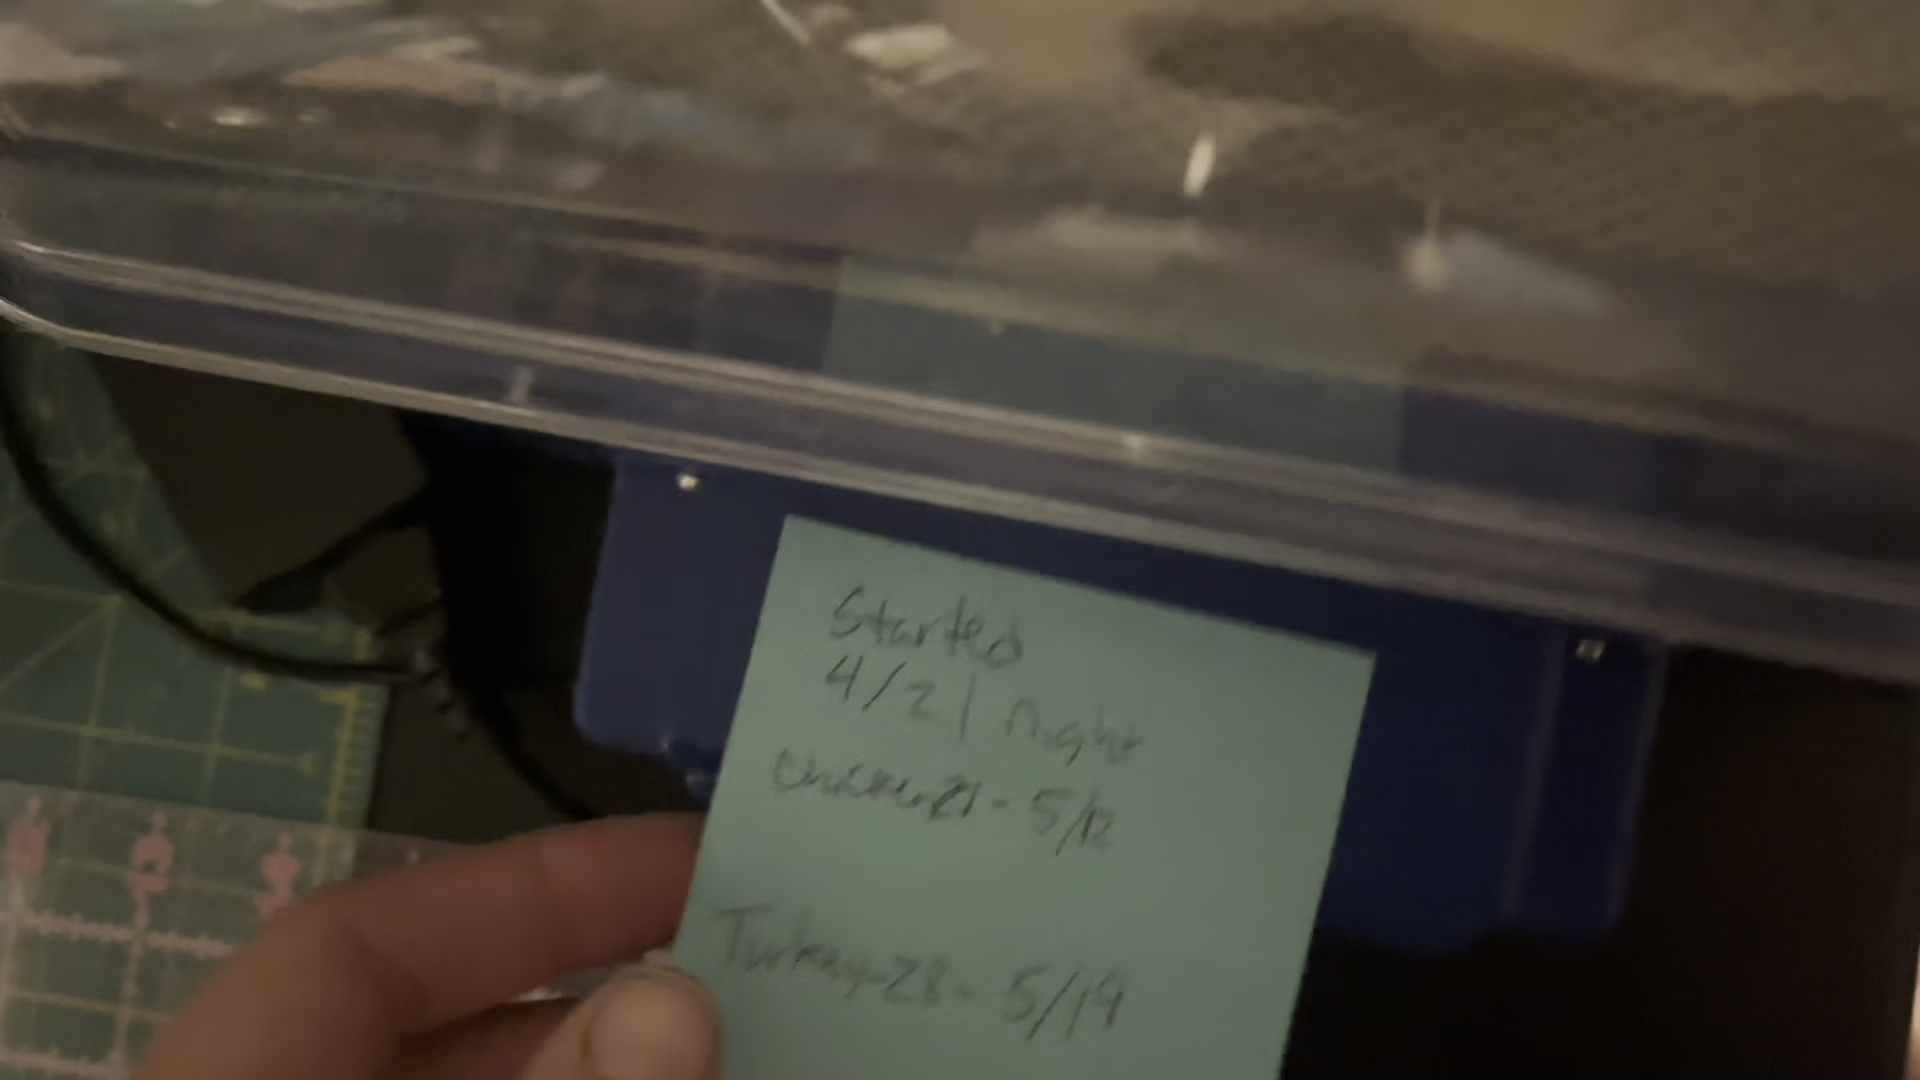 Started
4/21 night
Chicken 21 - 5/12
Turkey - 28 - 5/19